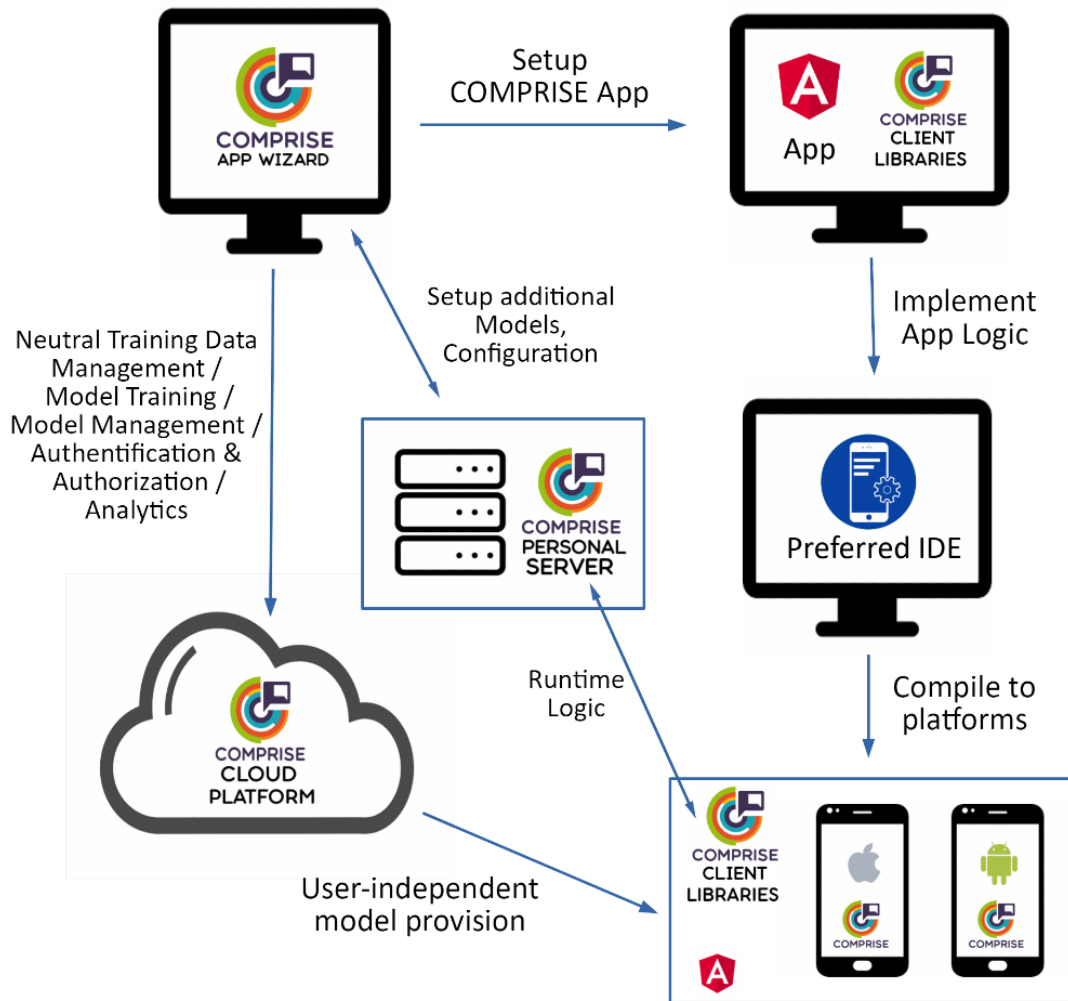 COMPRISE
APP WIZARD
Setup
COMPRISE App
App
COMPRISE
CLIENT
LIBRARIES
Neutral Training Data
Management /
Model Training /
Model Management /
Authentification &
Authorization /
Analytics
Setup additional
Models,
Configuration
Implement
App Logic
COMPRISE
PERSONAL
SERVER
Preferred IDE
Runtime
Logic
Compile to
platforms
COMPRISE
CLOUD
PLATFORM
User-independent
model provision
COMPRISE
CLIENT
LIBRARIES
COMPRISE
COMPRISE